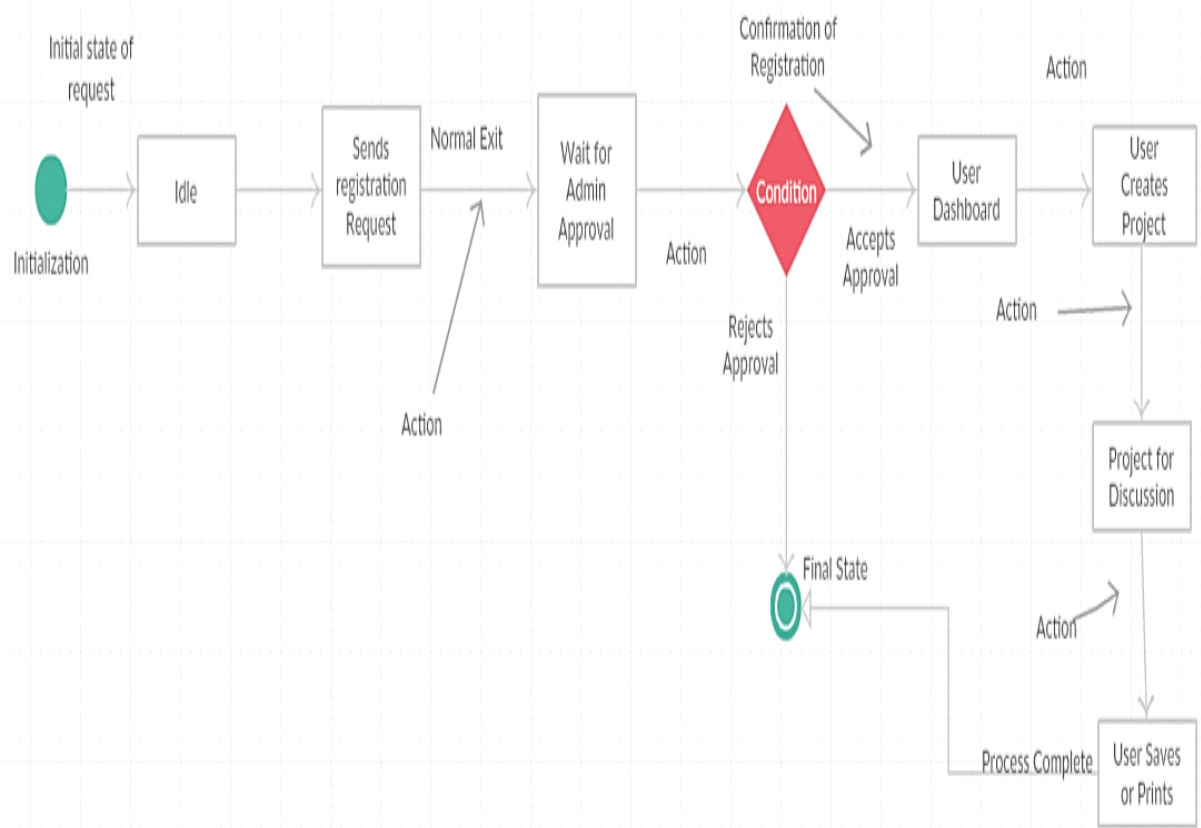 Initial state of
request
Initialization
Idle
Sends
registration
Request
Normal Exit
Action
Wait for
Admin
Approval
Action
Condition
Confirmation of
Registration
Accepts
Approval
Rejects
Approval
User
Dashboard
Action
User
Creates
Project
Action
Project for
Discussion
Action
User Saves
or Prints
Process Complete
Final State